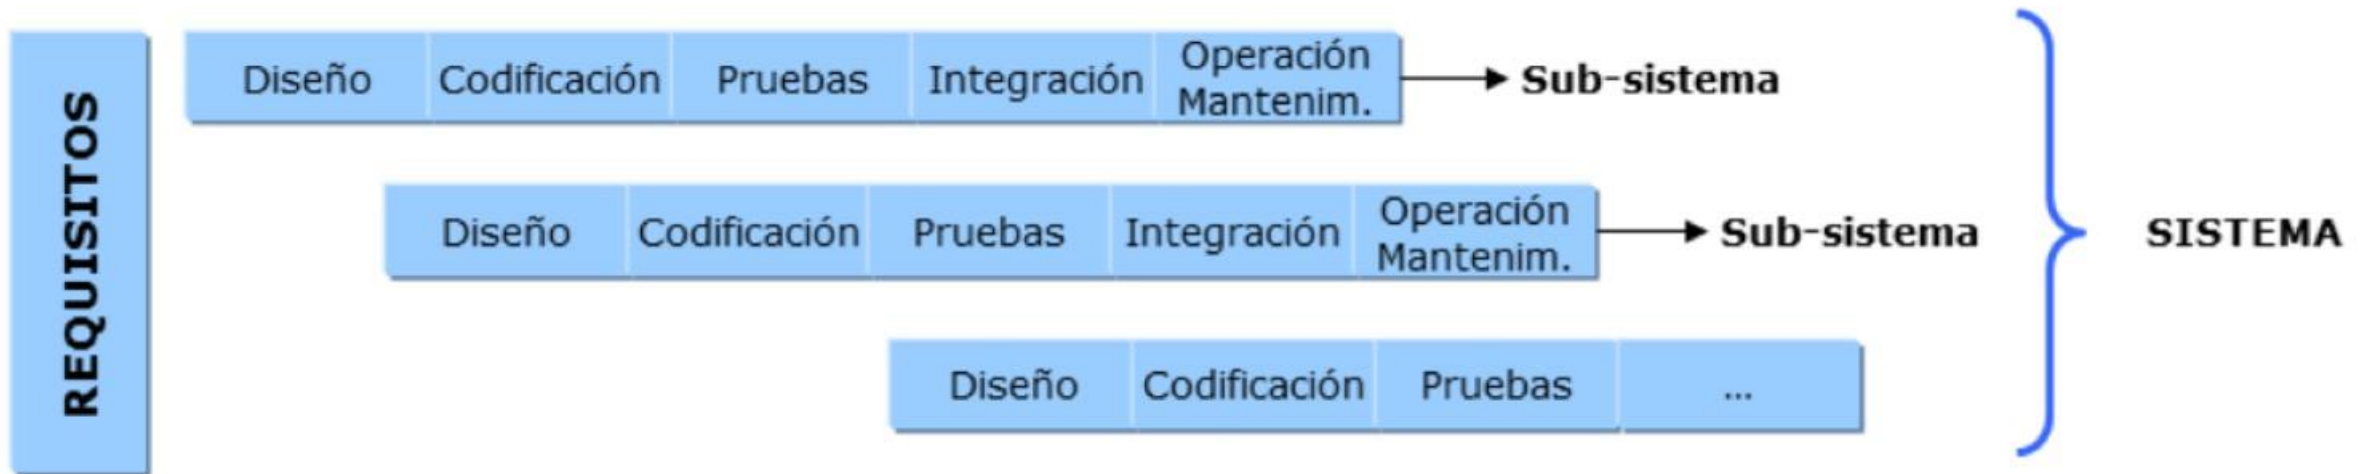 REQUISITOS
Diseño
Codificación
Pruebas
Integración
Operación
Mantenim.
Sub-sistema
Diseño
Codificación
Pruebas
Integración
Operación
Mantenim.
Sub-sistema
SISTEMA
Diseño
Codificación
Pruebas
...